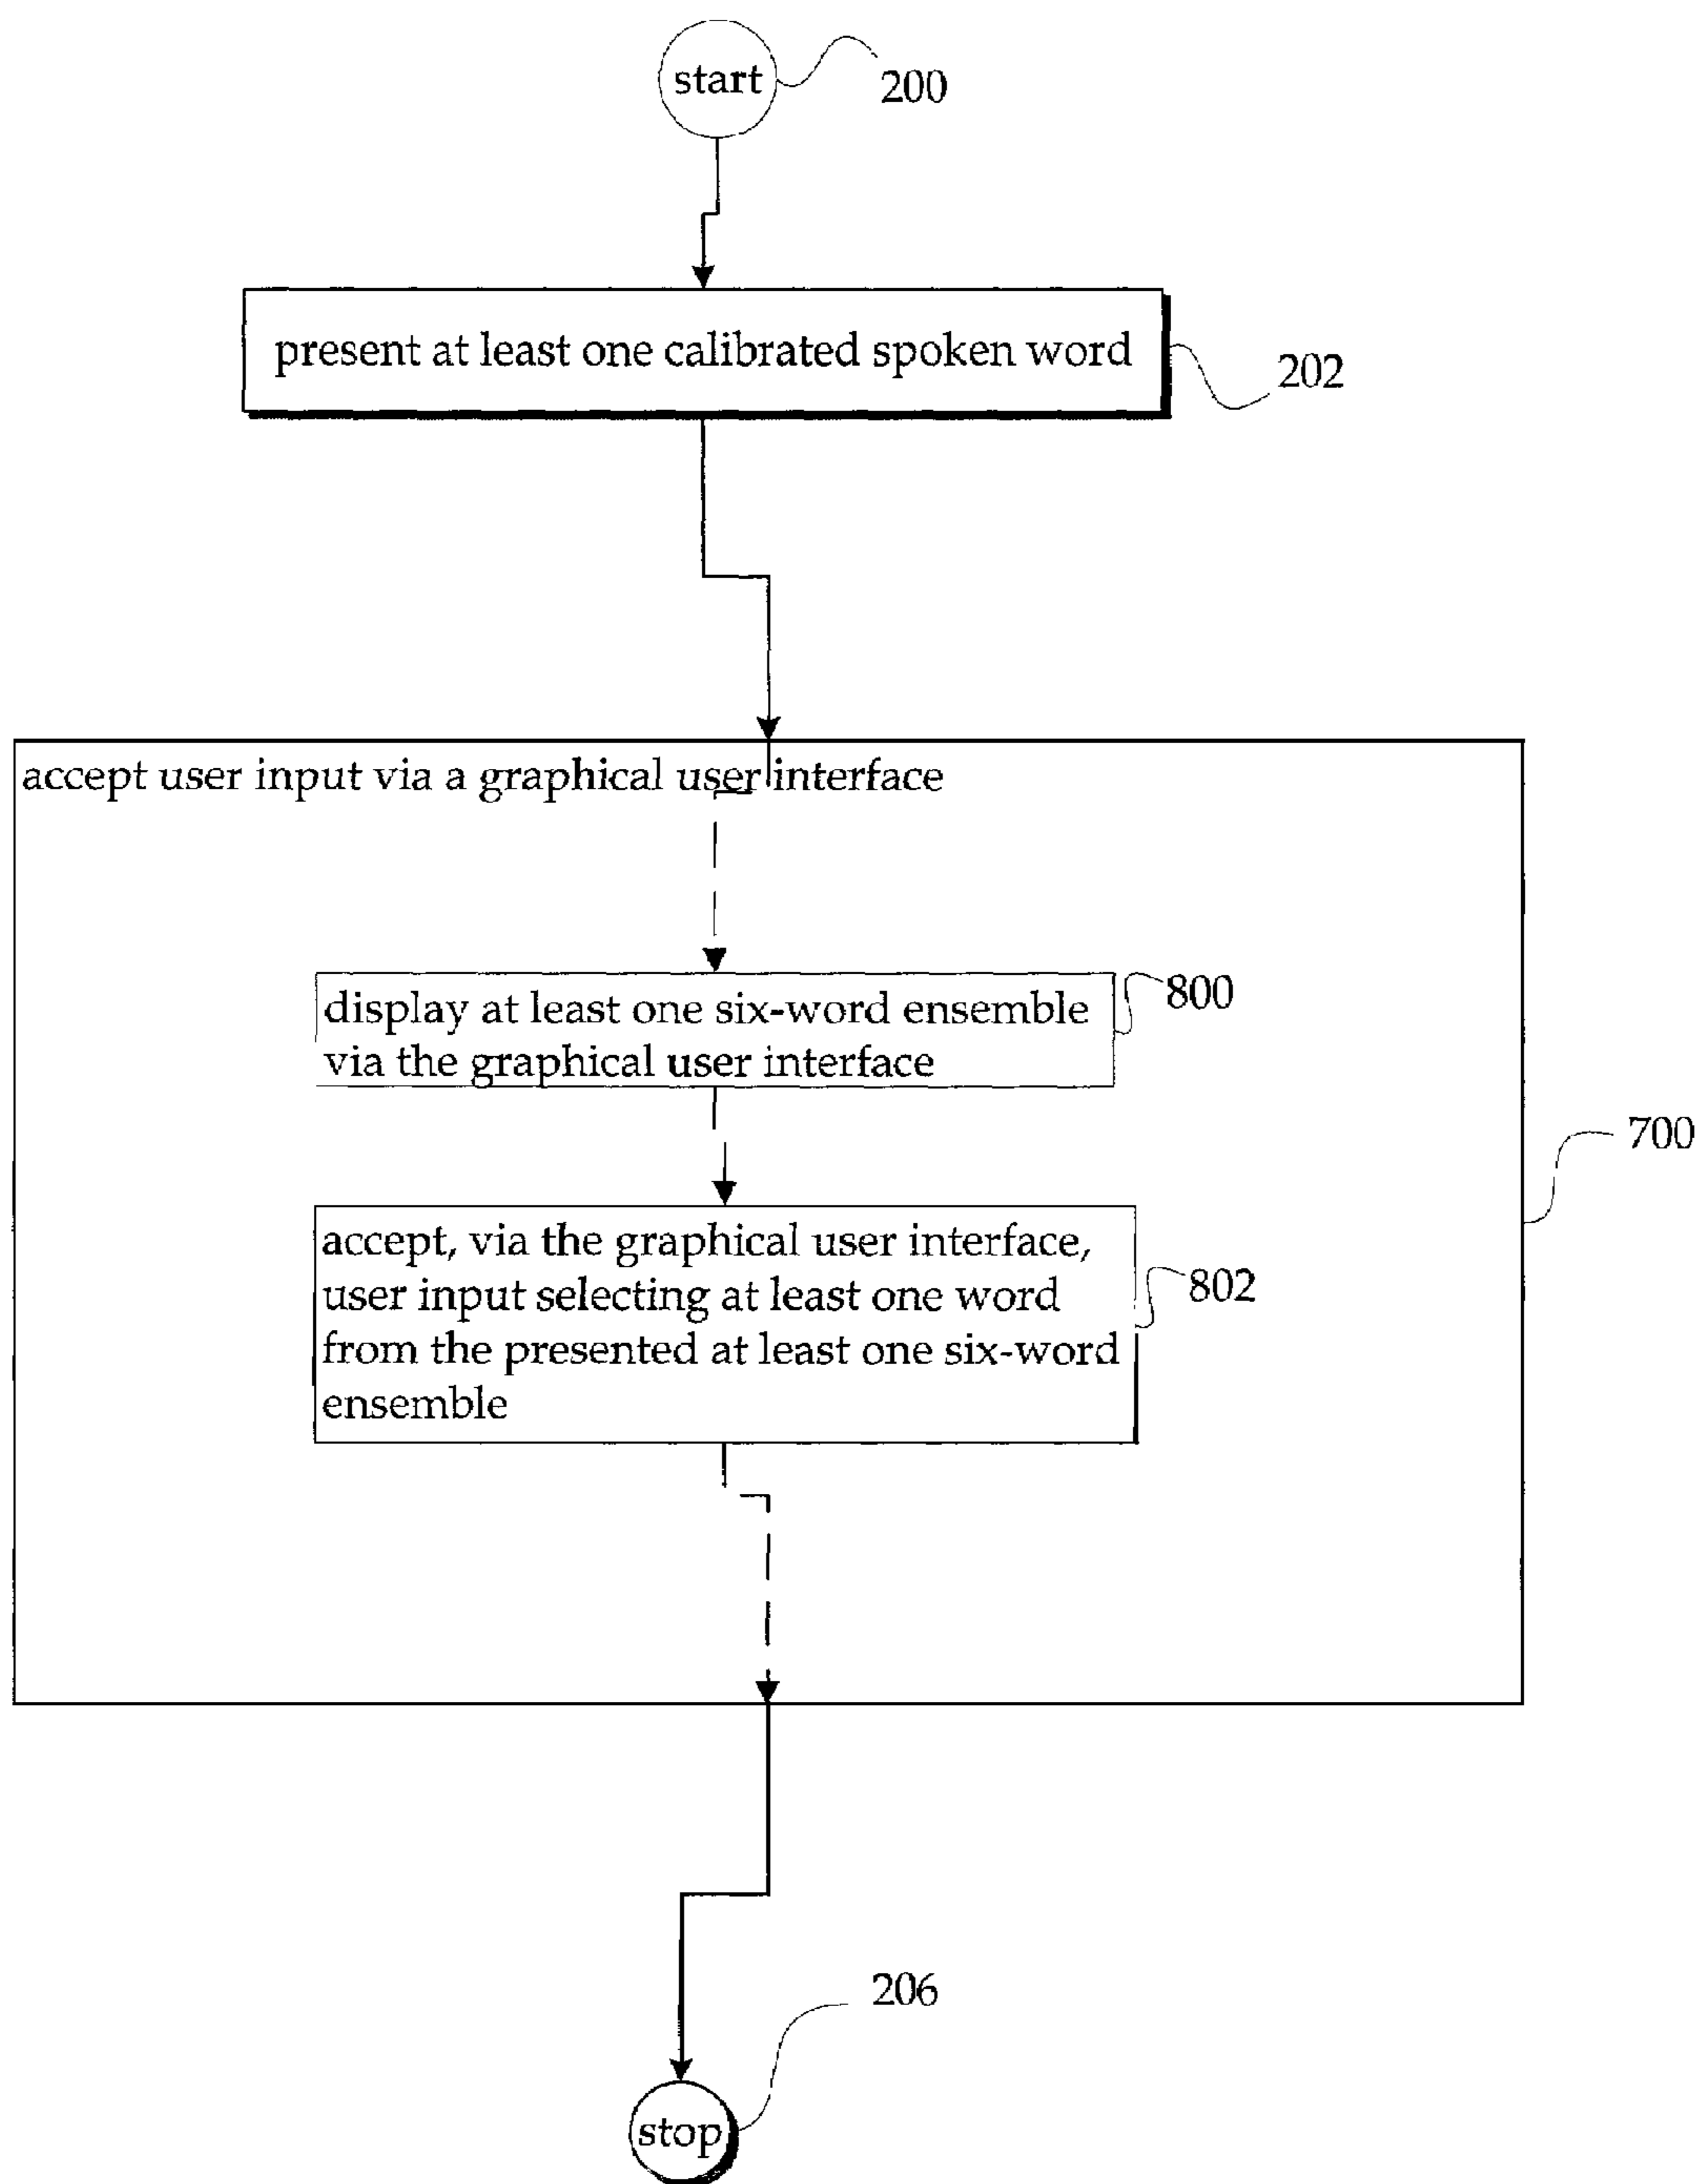 start
200
present at least one calibrated spoken word
202
accept user input via a graphical user interface
display at least one six-word ensemble
via the graphical user interface
800
700
accept, via the graphical user interface,
user input selecting at least one word
from the presented at least one six-word
ensemble
802
206
stop